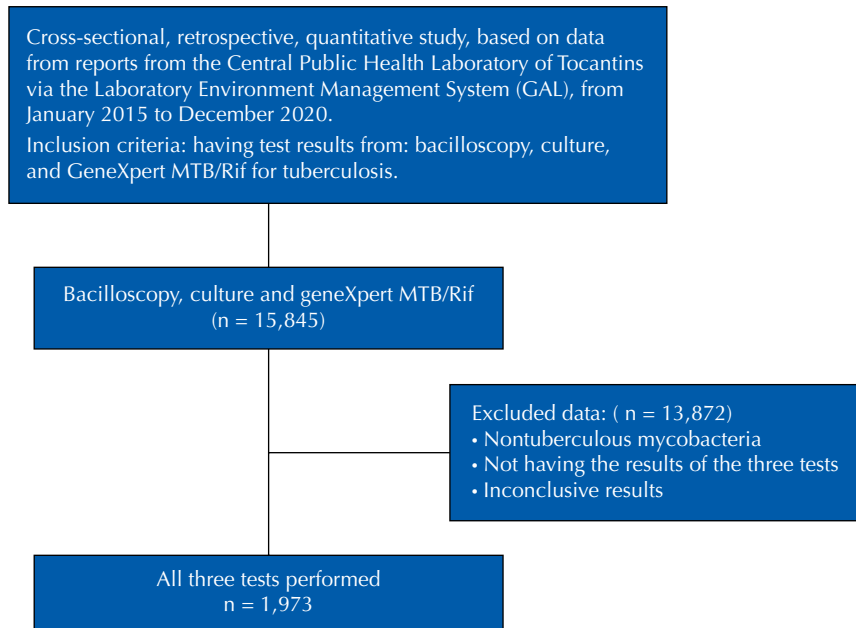 Cross-sectional, retrospective, quantitative study, based on data
from reports from the Central Public Health Laboratory of Tocantins
via the Laboratory Environment Management System (GAL), from
January 2015 to December 2020.
Inclusion criteria: having test results from: bacilloscopy, culture,
and GeneXpert MTB/Rif for tuberculosis.
Bacilloscopy, culture and geneXpert MTB/Rif
(n = 15,845)
Excluded data: ( n = 13,872)
• Nontuberculous mycobacteria
• Not having the results of the three tests
• Inconclusive results
All three tests performed
n = 1,973